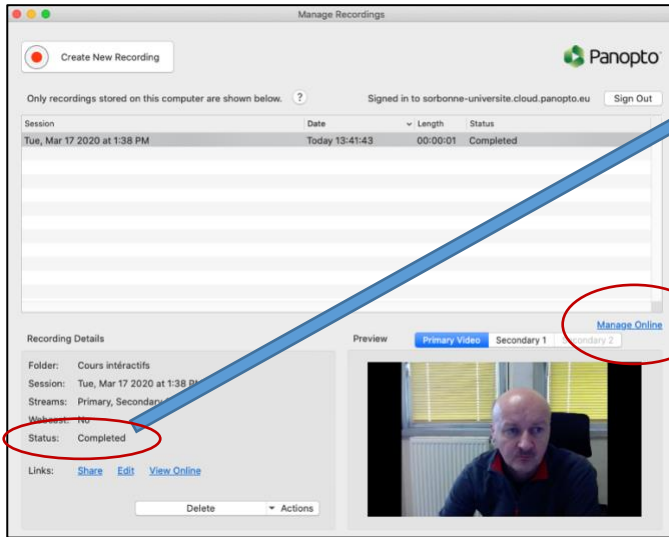 Manage Recordings
Create New Recording
Panopto
Only recordings stored on this computer are shown below. ?
Signed in to sorbonne-universite.cloud.panopto.eu Sign Out
Session Date Length Status
Tue, Mar 17 2020 at 1:38 PM Today 13:41:43 00:00:01 Completed
Manage Online
Recording Details
Preview Primary Video Secondary 1 Secondary 2
Folder: Cours intéractifs
Session: Tue, Mar 17 2020 at 1:38 PM
Streams: Primary, Secondary
Webcast: No
Status: Completed
Links: Share Edit View Online
Delete Actions